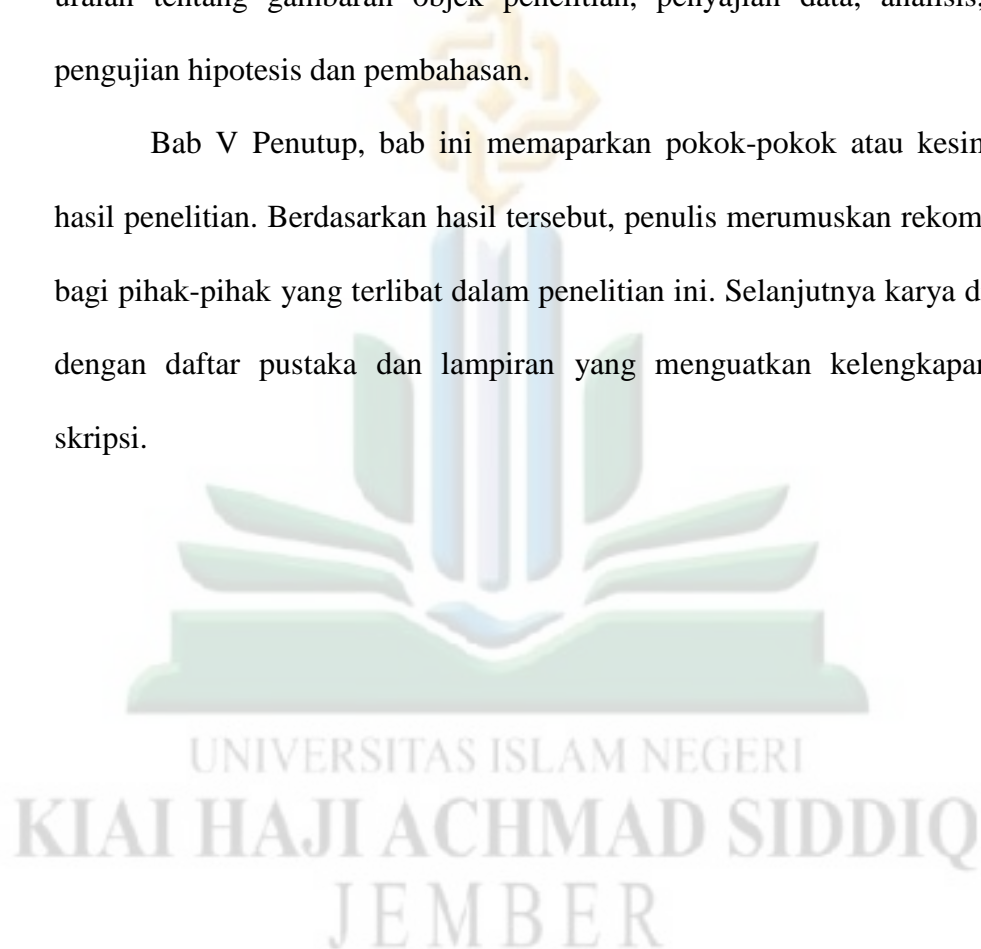 uraian tentang gambaran objek penelitian, penyajian data, analisis,
pengujian hipotesis dan pembahasan.
Bab V Penutup, bab ini memaparkan pokok-pokok atau kesim
hasil penelitian. Berdasarkan hasil tersebut, penulis merumuskan rekom
bagi pihak-pihak yang terlibat dalam penelitian ini. Selanjutnya karya d
dengan daftar pustaka dan lampiran yang menguatkan kelengkapan
skripsi.
UNIVERSITAS ISLAM NEGERI
KIAI HAJI ACHMAD SIDDIQ
JEMBER